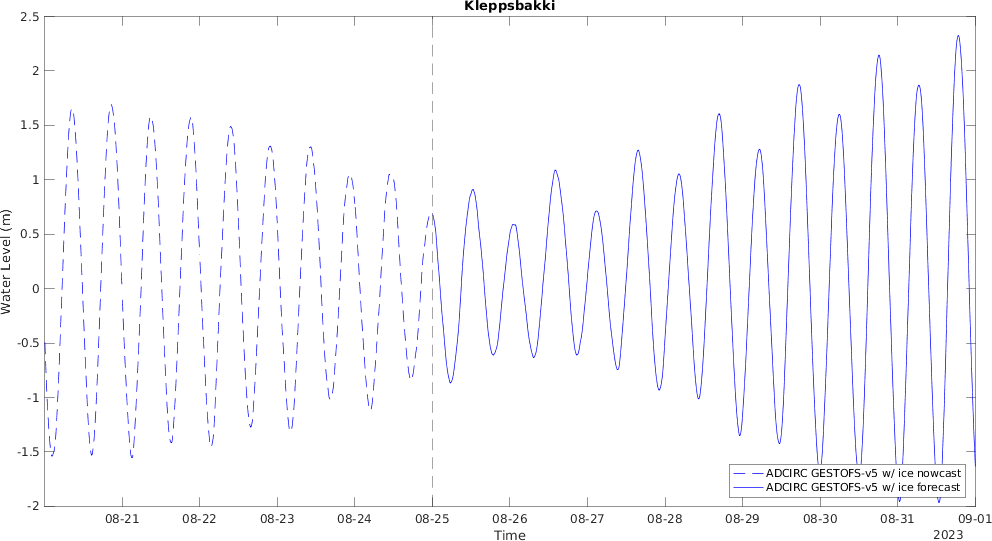 Kleppsbakki
2.5
2
1.5
1
0.5
0
-0.5
-1
-1.5
-2
Water Level (m)
ADCIRC GESTOFS-v5 w/ ice nowcast
ADCIRC GESTOFS-v5 w/ ice forecast
08-21 08-22 08-23 08-24 08-25 08-26 08-27 08-28 08-29 08-30 08-31 09-01
Time
2023